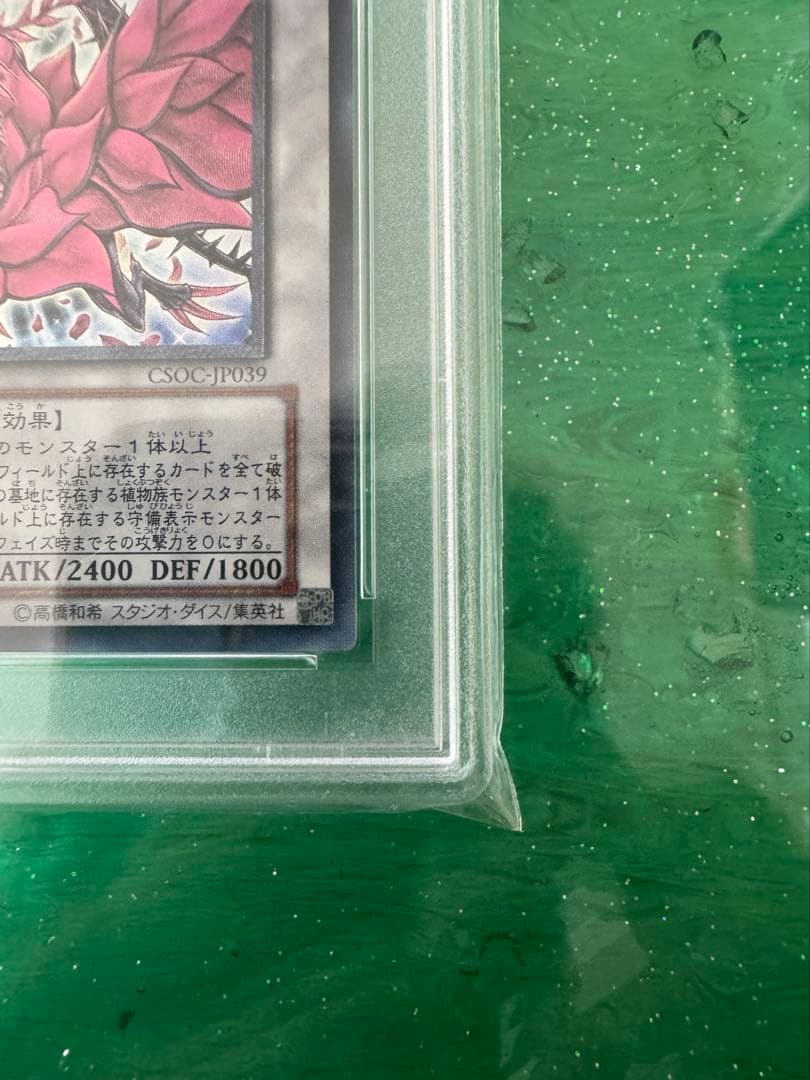 CSOC-JP039
効果】
のモンスター1体以上
フィールド上に存在するカードを全て破
の墓地に存在する植物族モンスター1体
ルド上に存在する守備表示モンスター
フェイズ時までその攻撃力を0にする。
ATK/2400 DEF/1800
©高橋和希 スタジオ・ダイス/集英社